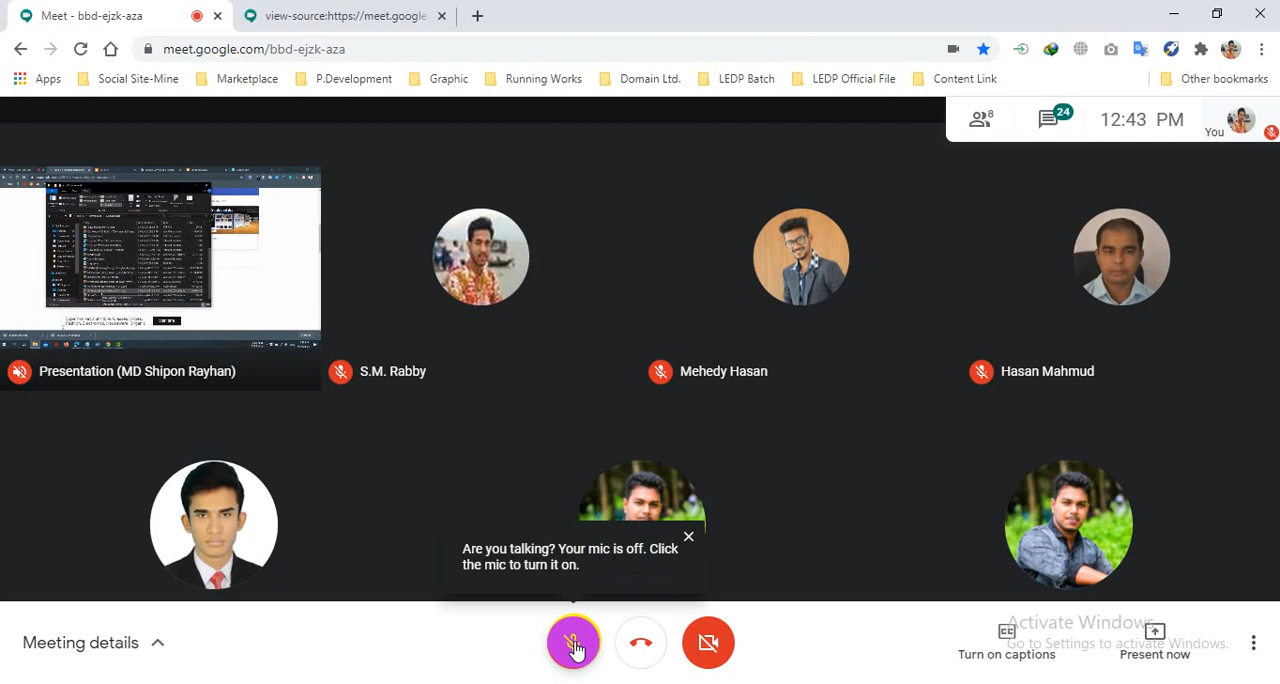 Meet - bbd-ejzk-aza
view-source:https://meet.google
meet.google.com/bbd-ejzk-aza
Apps Social Site-Mine Marketplace P.Development Graphic Running Works Domain Ltd. LEDP Batch LEDP Official File Content Link Other bookmarks
8 24 12:43 PM You
Presentation (MD Shipon Rayhan) S.M. Rabby Mehedy Hasan Hasan Mahmud
Are you talking? Your mic is off. Click
the mic to turn it on.
Meeting details
Turn on captions
Present now
Activate Windows
Go to Settings to activate Windows.